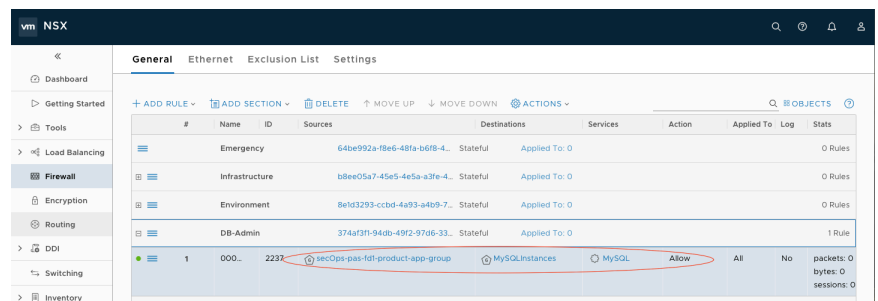 vm NSX
General Ethernet Exclusion List Settings
Dashboard
Getting Started
Tools
Load Balancing
Firewall
Encryption
Routing
DDI
Switching
Inventory
+ ADD RULE ADD SECTION DELETE ↑ MOVE UP ↓ MOVE DOWN ACTIONS OBJECTS
# Name ID Sources Destinations Services Action Applied To Log Stats
Emergency 64be992a-f8e6-48fa-b6f8-4... Stateful Applied To: 0 0 Rules
Infrastructure b8ee05a7-45e5-4e5a-a3fe-4... Stateful Applied To: 0 0 Rules
Environment 8e1d3293-ccbd-4a93-a4b9-7... Stateful Applied To: 0 0 Rules
DB-Admin 374af3f1-94db-49f2-97d6-33... Stateful Applied To: 0 1 Rule
1 000... 2237 secOps-pas-fd1-product-app-group MySQLInstances MySQL Allow All No packets: 0
bytes: 0
sessions: 0